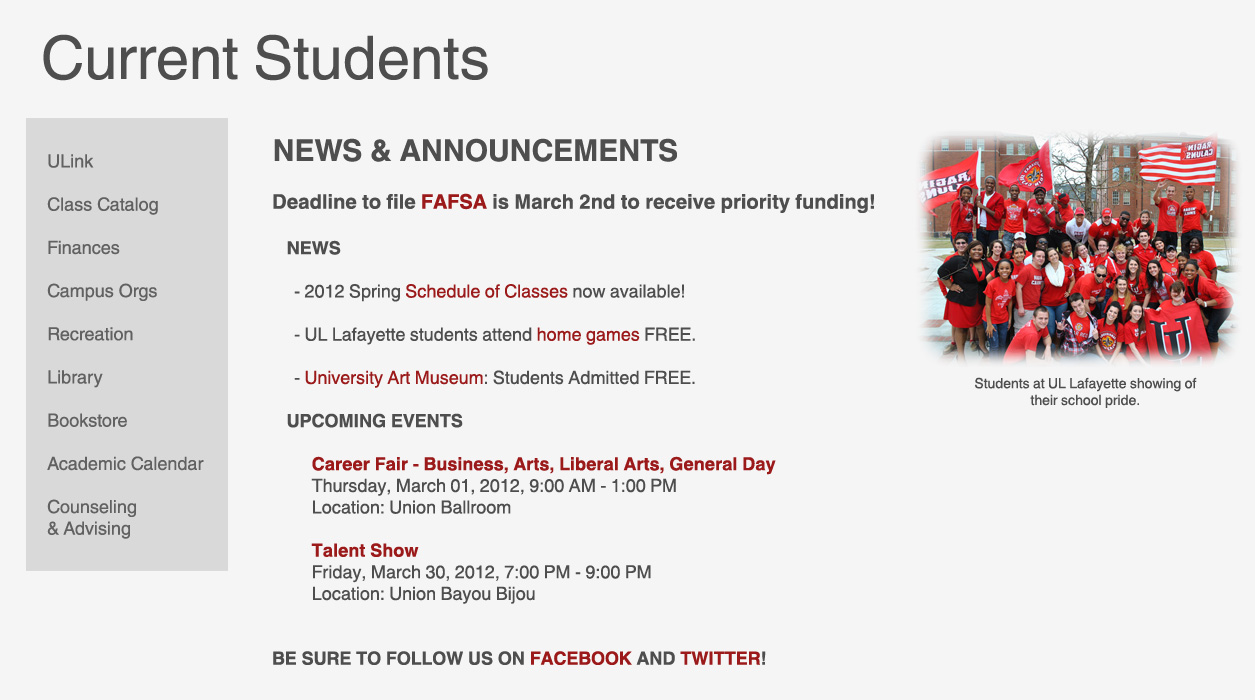 Current Students
ULink
Class Catalog
Finances
Campus Orgs
Recreation
Library
Bookstore
Academic Calendar
Counseling
& Advising
NEWS & ANNOUNCEMENTS
Deadline to file FAFSA is March 2nd to receive priority funding!
NEWS
- 2012 Spring Schedule of Classes now available!
- UL Lafayette students attend home games FREE.
- University Art Museum: Students Admitted FREE.
UPCOMING EVENTS
Career Fair - Business, Arts, Liberal Arts, General Day
Thursday, March 01, 2012, 9:00 AM - 1:00 PM
Location: Union Ballroom
Talent Show
Friday, March 30, 2012, 7:00 PM - 9:00 PM
Location: Union Bayou Bijou
BE SURE TO FOLLOW US ON FACEBOOK AND TWITTER!
RAGIN
CAJUNS
RAGIN
CAJUNS
Students at UL Lafayette showing of
their school pride.